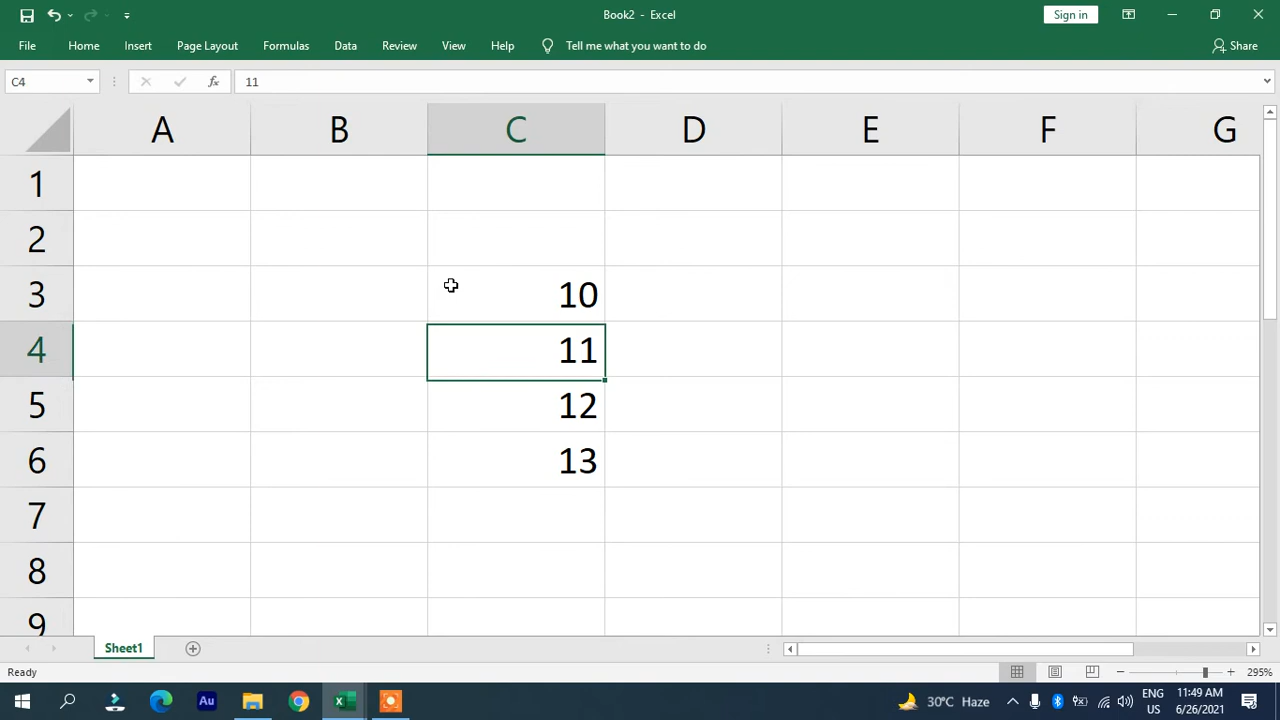 Book2 - Excel
Sign in
File Home Insert Page Layout Formulas Data Review View Help Tell me what you want to do Share
C4 fx 11
A B C D E F G
1
2
3 10
4 11
5 12
6 13
7
8
9
Sheet1
Ready 295%
Au 30°C Haze ENG 11:49 AM
US 6/26/2021